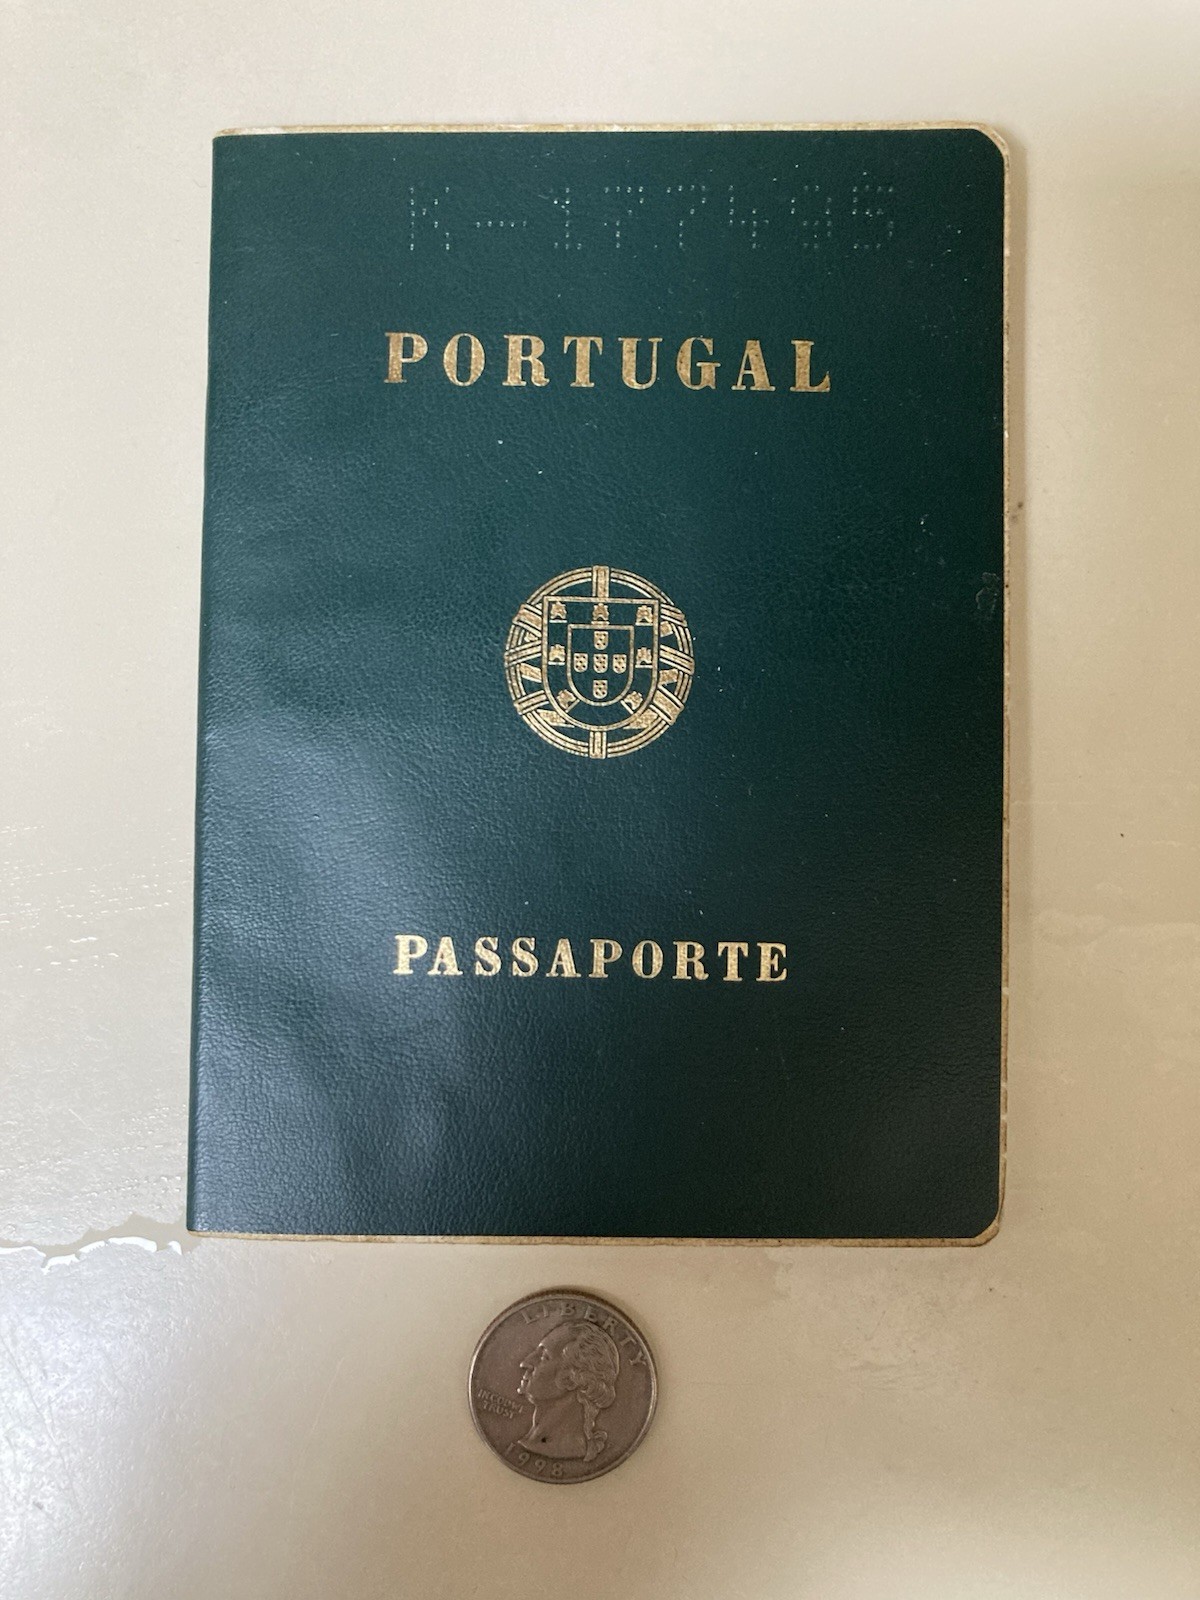 PORTUGAL
PASSAPORTE
LIBERTY
IN GOD WE
TRUST
1998